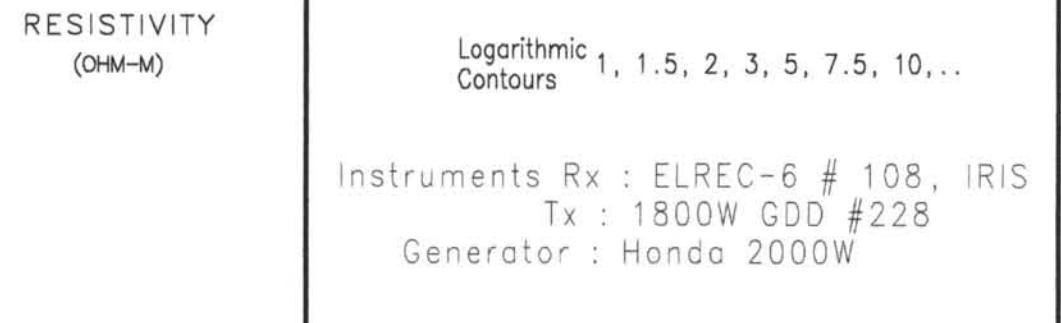 RESISTIVITY
(OHM-M)
Logarithmic
Contours
1, 1.5, 2, 3, 5, 7.5, 10,..
Instruments Rx : ELREC-6 # 108, IRIS
Tx : 1800W GDD #228
Generator : Honda 2000W